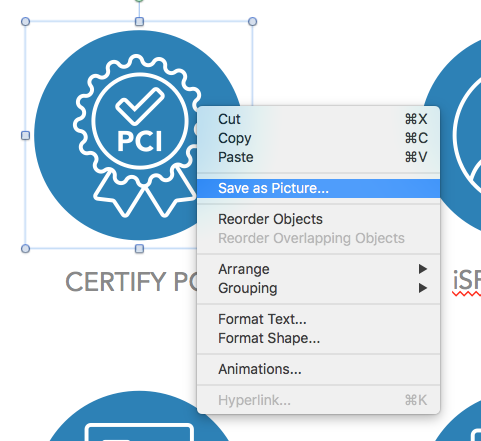 PCI
CERTIFY PC
iSF
Cut ⌘X
Copy ⌘C
Paste ⌘V
Save as Picture...
Reorder Objects
Reorder Overlapping Objects
Arrange
Grouping
Format Text...
Format Shape...
Animations...
Hyperlink... ⌘K